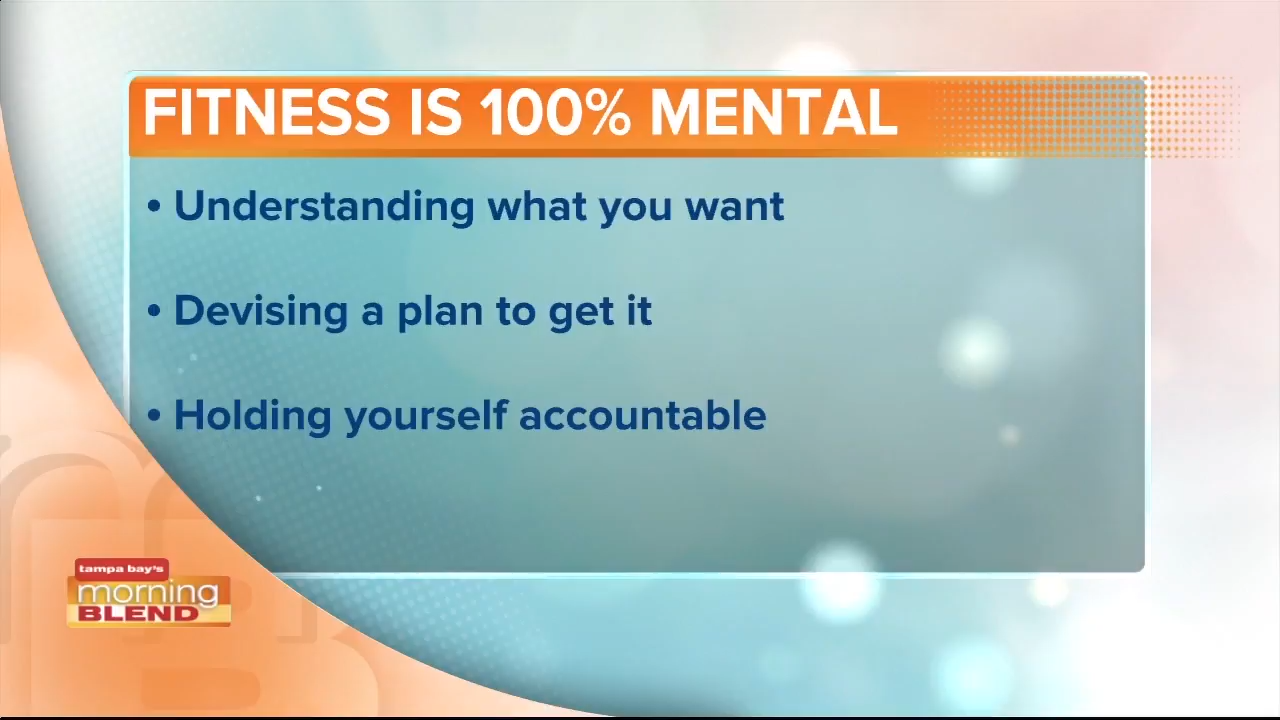 FITNESS IS 100% MENTAL
• Understanding what you want
• Devising a plan to get it
• Holding yourself accountable
tampa bay's
morning
BLEND